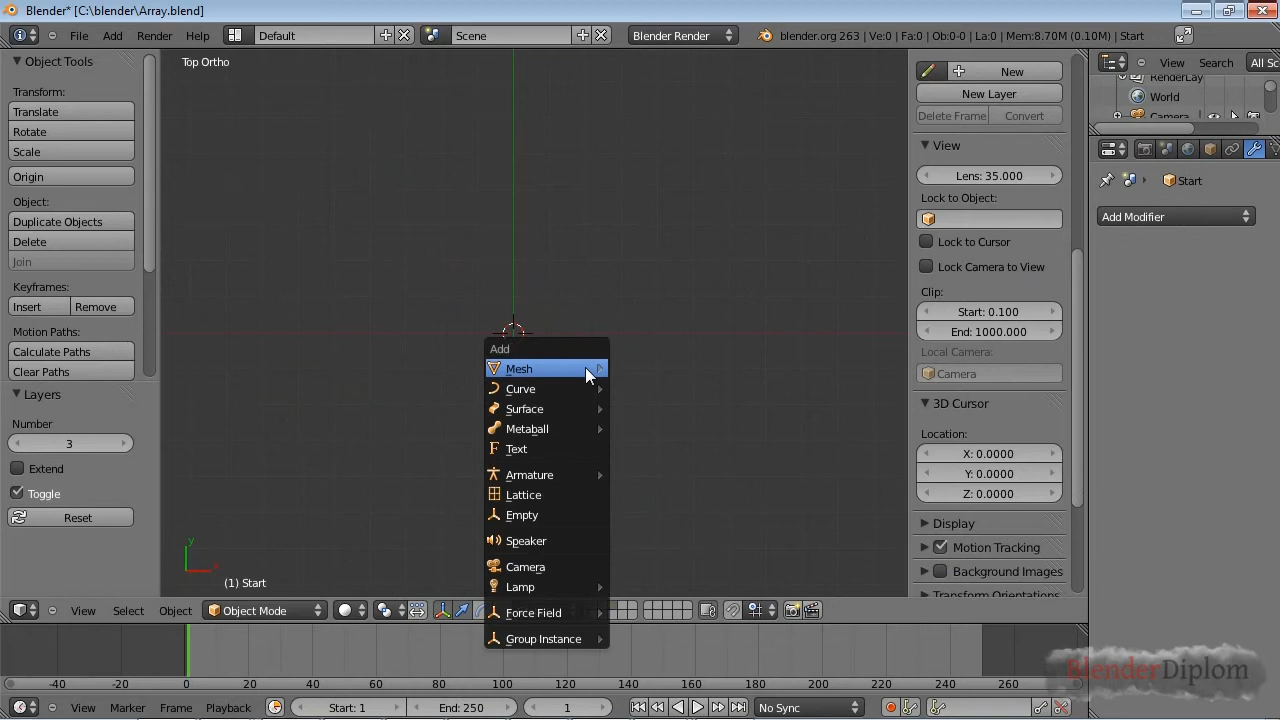 Blender* [C:\blender\Array.blend]
File Add Render Help Default Scene Blender Render blender.org 263 | Ve:0 | Fa:0 | Ob:0-0 | La:0 | Mem:8.70M (0.10M) | Start
Object Tools
Transform:
Translate
Rotate
Scale
Origin
Object:
Duplicate Objects
Delete
Join
Keyframes:
Insert Remove
Motion Paths:
Calculate Paths
Clear Paths
Layers
Number
3
Extend
Toggle
Reset
Top Ortho
Add
Mesh
Curve
Surface
Metaball
Text
Armature
Lattice
Empty
Speaker
Camera
Lamp
Force Field
Group Instance
y
x
(1) Start
New
New Layer
Delete Frame Convert
View
Lens: 35.000
Lock to Object:
Lock to Cursor
Lock Camera to View
Clip:
Start: 0.100
End: 1000.000
Local Camera:
Camera
3D Cursor
Location:
X: 0.0000
Y: 0.0000
Z: 0.0000
Display
Motion Tracking
Background Images
Transform Orientations
View Search All Sc
RenderLay
World
Camera
Start
Add Modifier
View Select Object Object Mode
-40 -20 0 20 40 60 80 100 120 140 160 180 200 220 240 260
View Marker Frame Playback Start: 1 End: 250 1 No Sync
BlenderDiplom